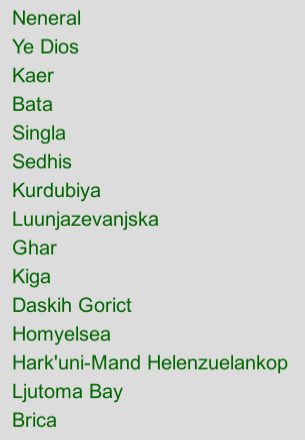 Neneral
Ye Dios
Kaer
Bata
Singla
Sedhis
Kurdubiya
Luunjazevanjska
Ghar
Kiga
Daskih Gorict
Homyelsea
Hark'uni-Mand Helenzuelankop
Ljutoma Bay
Brica